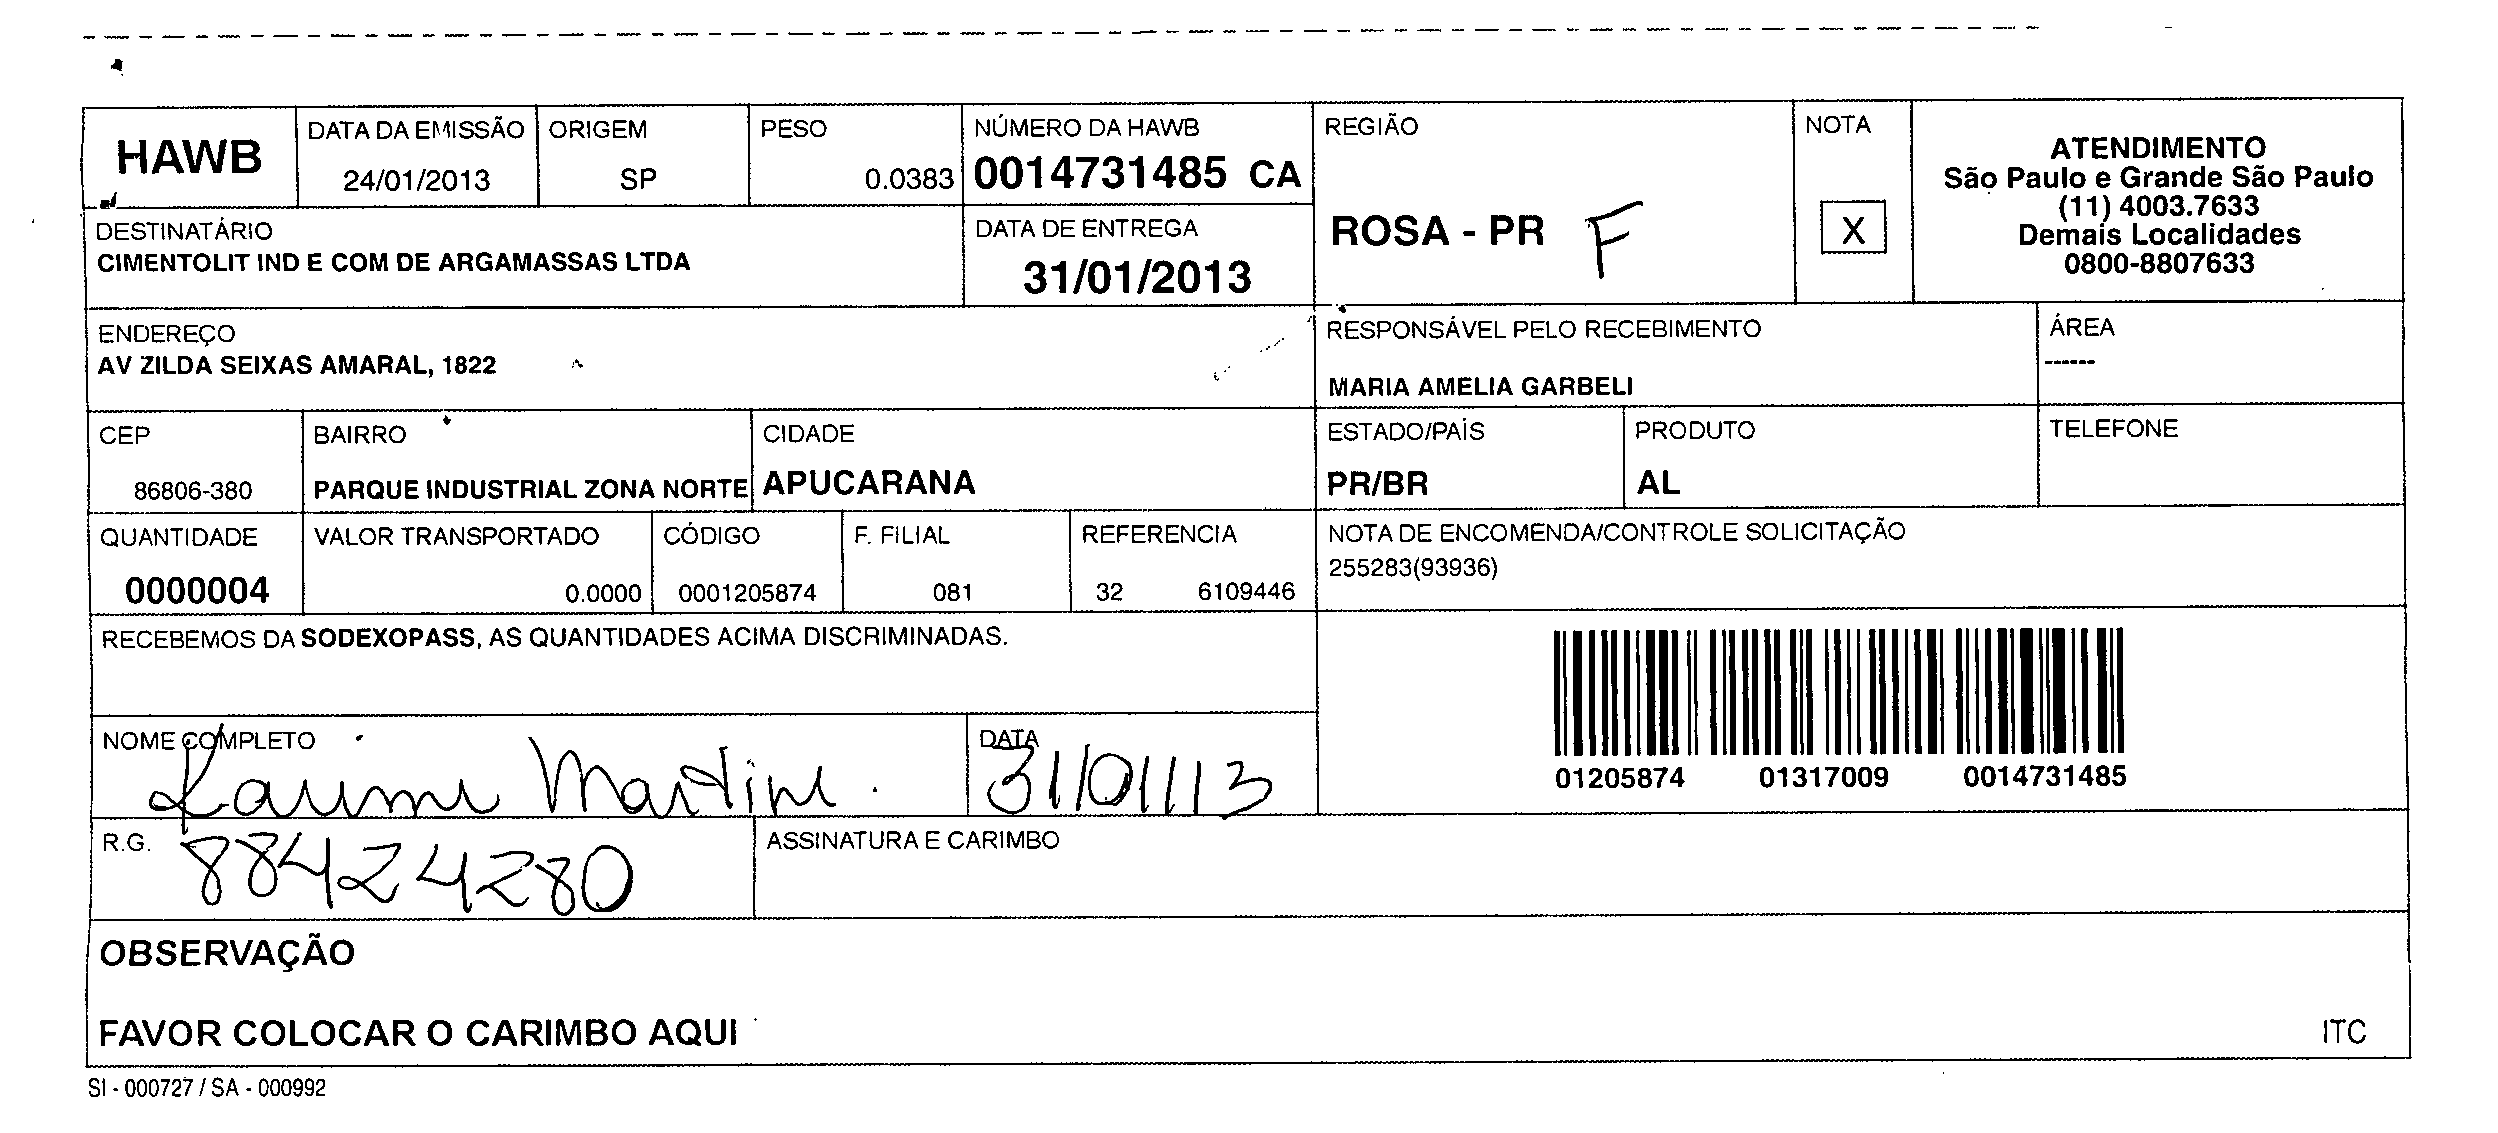 HAWB
DATA DA EMISSÃO
24/01/2013
ORIGEM
SP
PESO
0.0383
NÚMERO DA HAWB
0014731485 CA
REGIÃO
ROSA - PR F
NOTA
X
ATENDIMENTO
São Paulo e Grande São Paulo
(11) 4003.7633
Demais Localidades
0800-8807633
DESTINATÁRIO
CIMENTOLIT IND E COM DE ARGAMASSAS LTDA
DATA DE ENTREGA
31/01/2013
ENDEREÇO
AV ZILDA SEIXAS AMARAL, 1822
RESPONSÁVEL PELO RECEBIMENTO
MARIA AMELIA GARBELI
ÁREA
------
CEP
86806-380
BAIRRO
PARQUE INDUSTRIAL ZONA NORTE
CIDADE
APUCARANA
ESTADO/PAÍS
PR/BR
PRODUTO
AL
TELEFONE
QUANTIDADE
0000004
VALOR TRANSPORTADO
0.0000
CÓDIGO
0001205874
F. FILIAL
081
REFERENCIA
32 6109446
NOTA DE ENCOMENDA/CONTROLE SOLICITAÇÃO
255283(93936)
RECEBEMOS DA SODEXOPASS, AS QUANTIDADES ACIMA DISCRIMINADAS.
01205874 01317009 0014731485
NOME COMPLETO
DATA
31/01/13
R.G.
88424280
ASSINATURA E CARIMBO
OBSERVAÇÃO
FAVOR COLOCAR O CARIMBO AQUI
ITC
SI - 000727 / SA - 000992